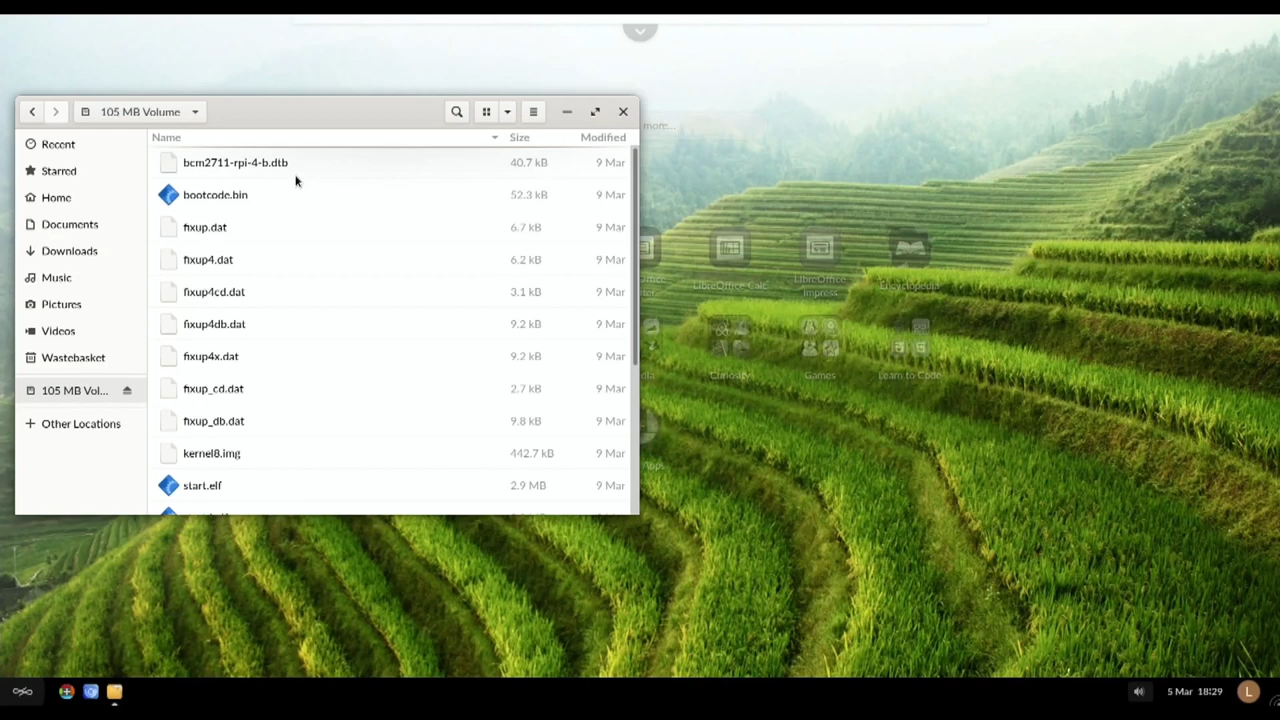 105 MB Volume
Name Size Modified
Recent
Starred
Home
Documents
Downloads
Music
Pictures
Videos
Wastebasket
105 MB Vol...
Other Locations
bcm2711-rpi-4-b.dtb 40.7 kB 9 Mar
bootcode.bin 52.3 kB 9 Mar
fixup.dat 6.7 kB 9 Mar
fixup4.dat 6.2 kB 9 Mar
fixup4cd.dat 3.1 kB 9 Mar
fixup4db.dat 9.2 kB 9 Mar
fixup4x.dat 9.2 kB 9 Mar
fixup_cd.dat 2.7 kB 9 Mar
fixup_db.dat 9.8 kB 9 Mar
kernel8.img 442.7 kB 9 Mar
start.elf 2.9 MB 9 Mar
more...
LibreOffice Calc
LibreOffice
Impress
Encyclopedia
Curiosity
Games
Learn to Code
Apps
5 Mar 18:29
L